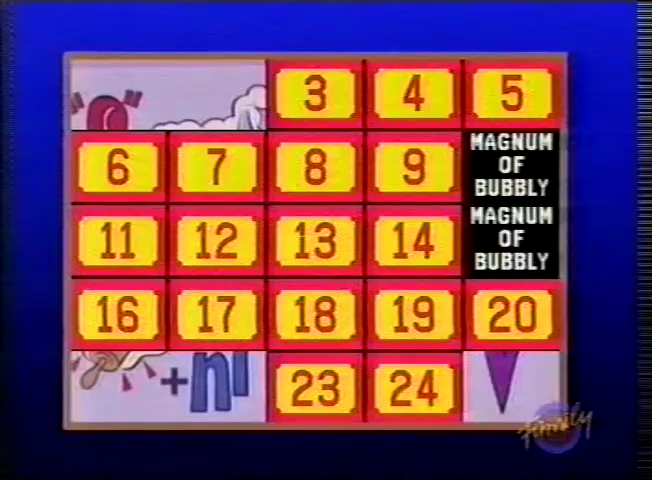 "O" 3 4 5
6 7 8 9 MAGNUM
OF
BUBBLY
11 12 13 14 MAGNUM
OF
BUBBLY
16 17 18 19 20
+ni 23 24
Family